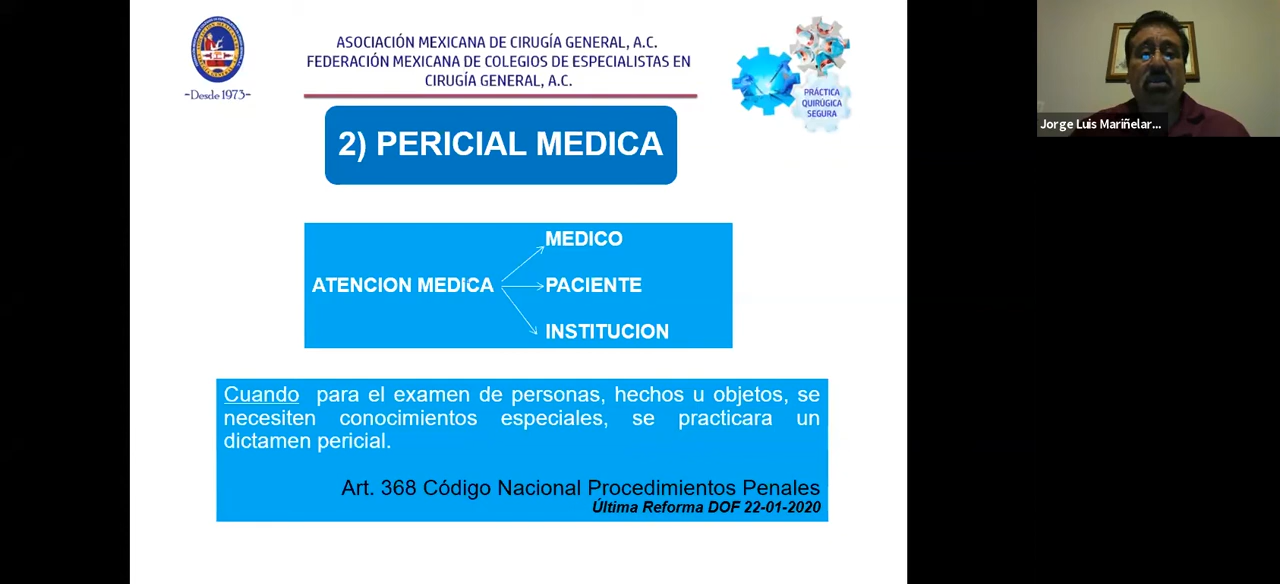 ASOCIACIÓN MEXICANA DE CIRUGÍA GENERAL, A.C.
FEDERACIÓN MEXICANA DE COLEGIOS DE ESPECIALISTAS EN
CIRUGÍA GENERAL, A.C.
-Desde 1973-
PRÁCTICA
QUIRÚGICA
SEGURA
Jorge Luis Mariñelar...
2) PERICIAL MEDICA
MEDICO
ATENCION MEDICA
PACIENTE
INSTITUCION
Cuando para el examen de personas, hechos u objetos, se
necesiten conocimientos especiales, se practicara un
dictamen pericial.
Art. 368 Código Nacional Procedimientos Penales
Última Reforma DOF 22-01-2020